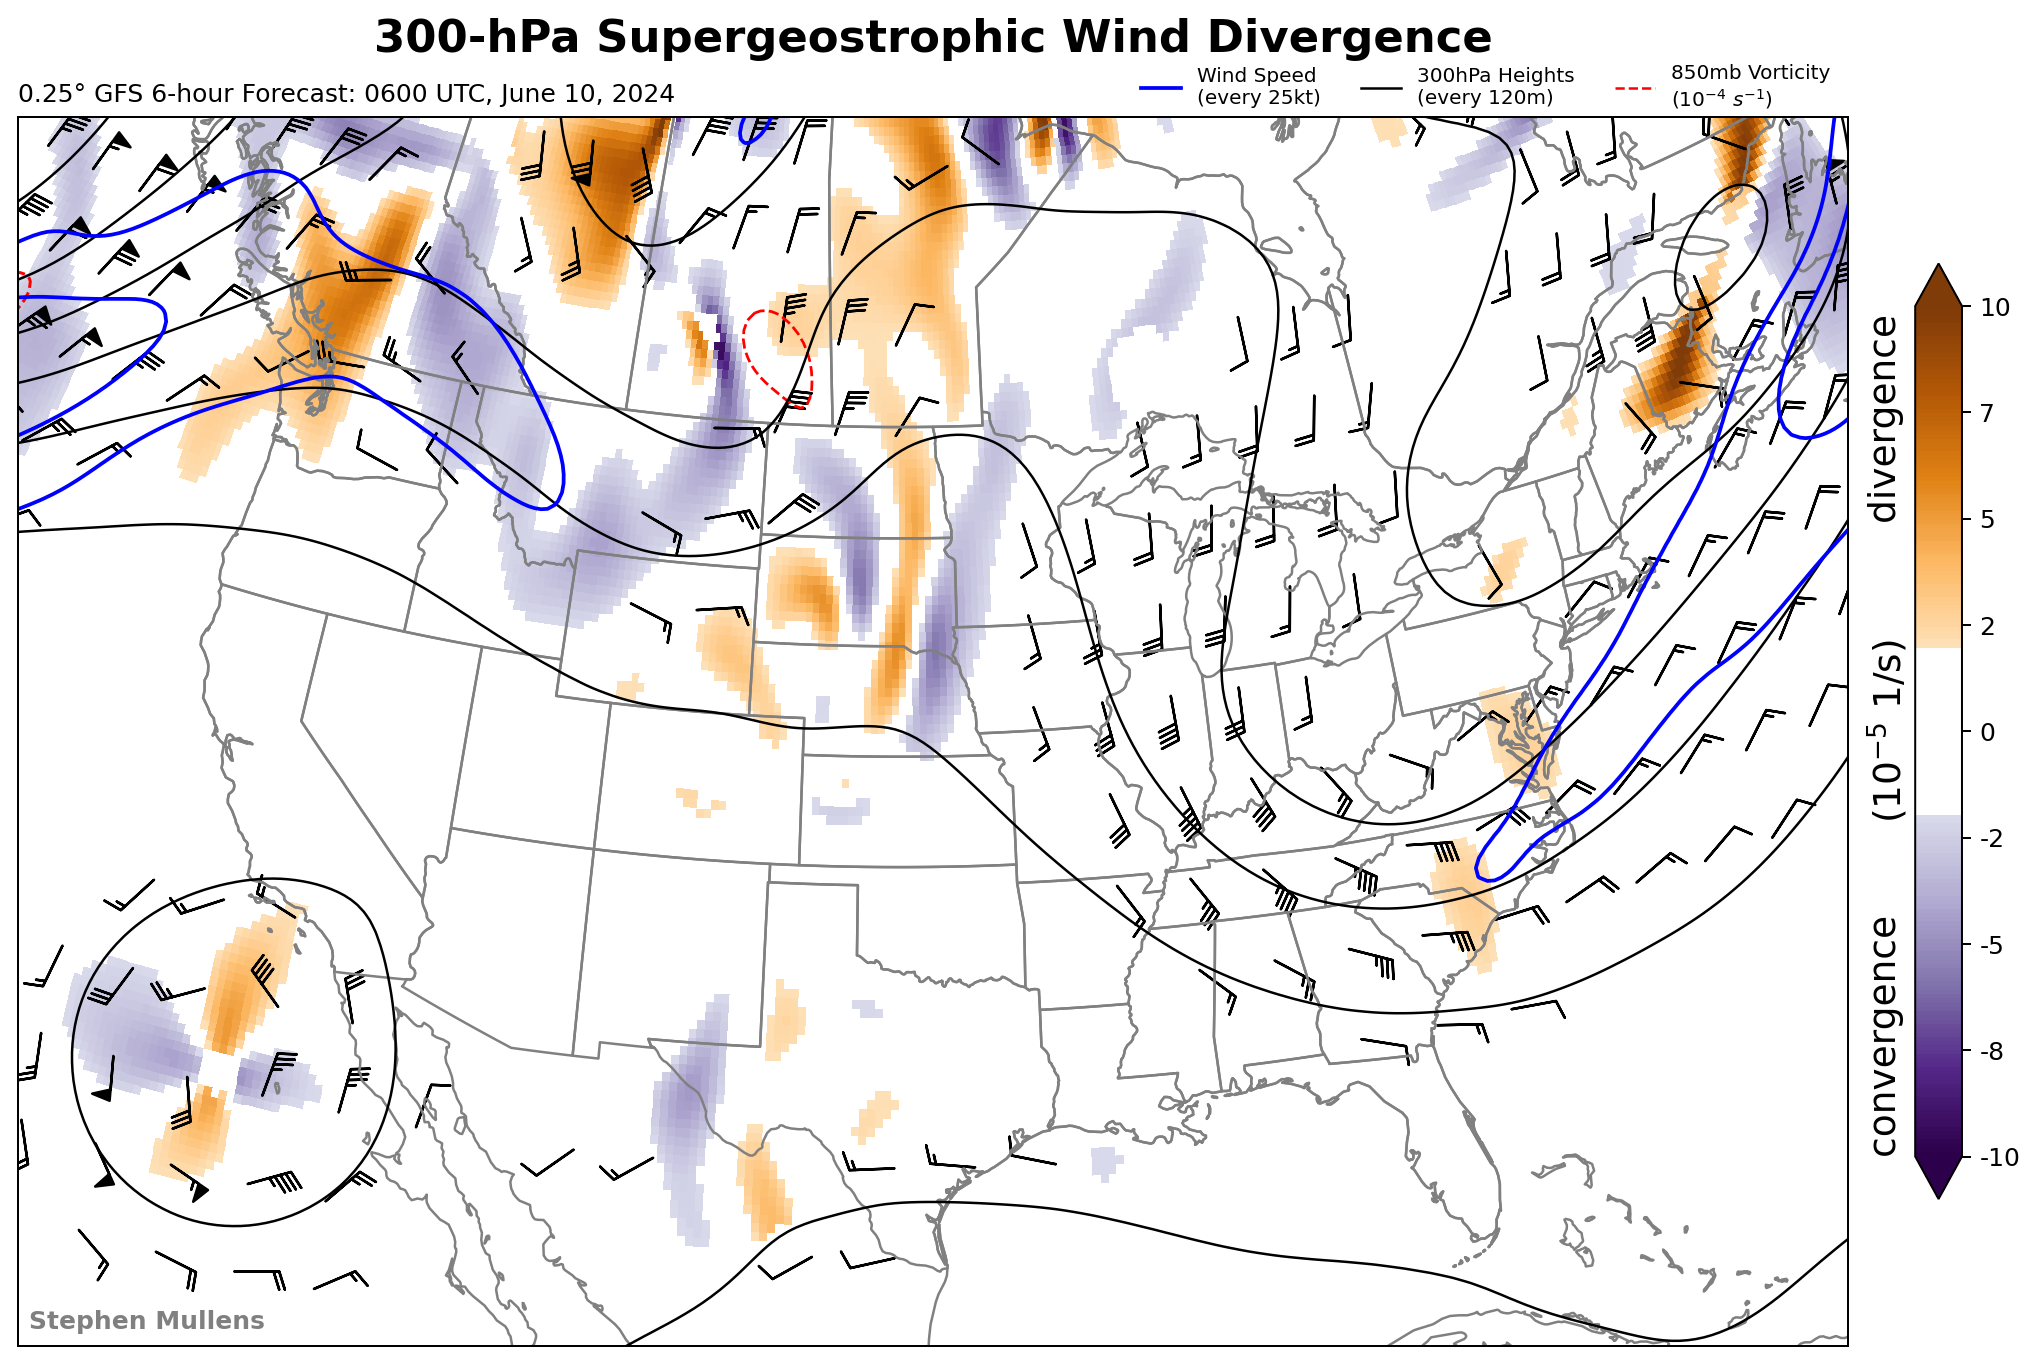 300-hPa Supergeostrophic Wind Divergence
0.25° GFS 6-hour Forecast: 0600 UTC, June 10, 2024
Wind Speed
(every 25kt)
300hPa Heights
(every 120m)
850mb Vorticity
(10⁻⁴ s⁻¹)
10
7
5
2
0
-2
-5
-8
-10
convergence (10⁻⁵ 1/s) divergence
Stephen Mullens